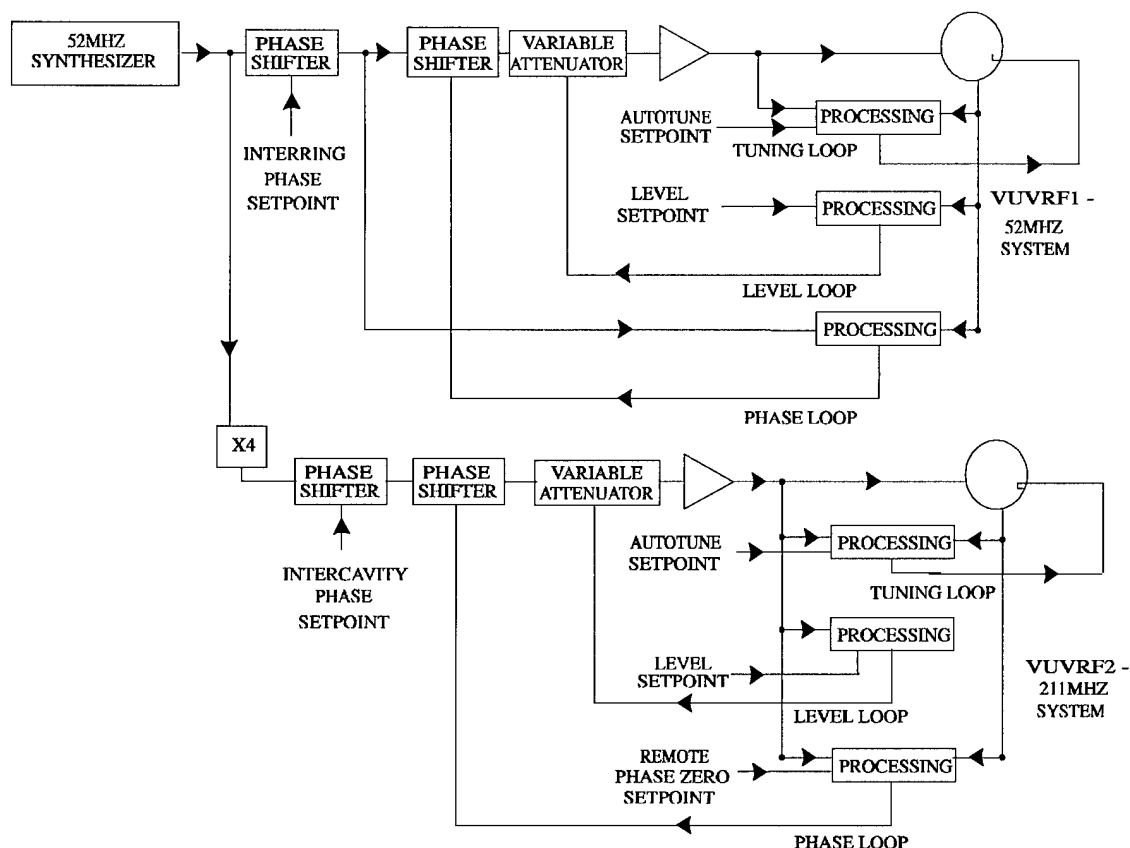 52MHZ
SYNTHESIZER
PHASE
SHIFTER
PHASE
SHIFTER
VARIABLE
ATTENUATOR
INTERRING
PHASE
SETPOINT
AUTOTUNE
SETPOINT
PROCESSING
TUNING LOOP
LEVEL
SETPOINT
PROCESSING
VUVRF1 -
52MHZ
SYSTEM
LEVEL LOOP
PROCESSING
PHASE LOOP
X4
PHASE
SHIFTER
PHASE
SHIFTER
VARIABLE
ATTENUATOR
INTERCAVITY
PHASE
SETPOINT
AUTOTUNE
SETPOINT
PROCESSING
TUNING LOOP
PROCESSING
LEVEL
SETPOINT
LEVEL LOOP
VUVRF2 -
211MHZ
SYSTEM
REMOTE
PHASE ZERO
SETPOINT
PROCESSING
PHASE LOOP